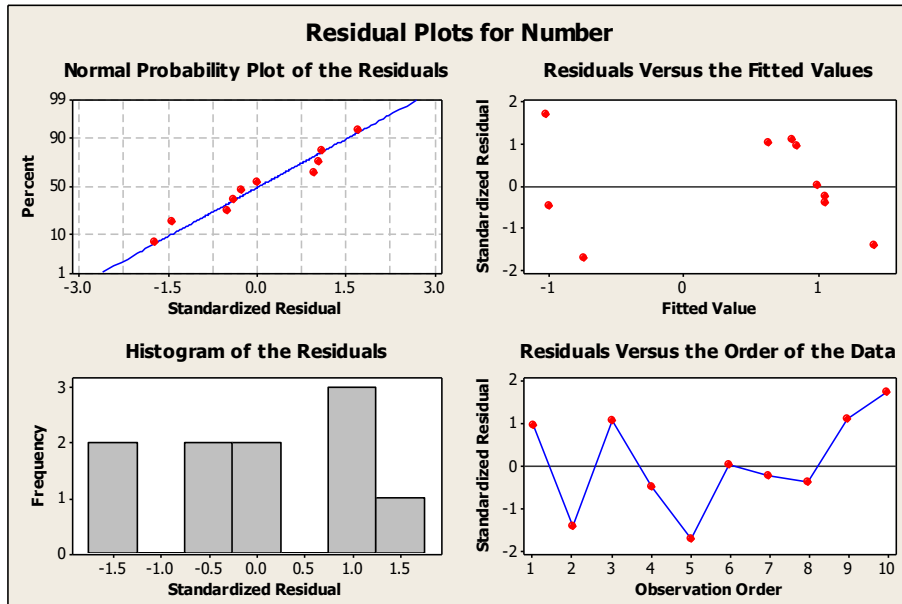 Residual Plots for Number
Normal Probability Plot of the Residuals
99
90
50
10
1
Percent
-3.0 -1.5 0.0 1.5 3.0
Standardized Residual
Residuals Versus the Fitted Values
2
1
0
-1
-2
Standardized Residual
-1 0 1
Fitted Value
Histogram of the Residuals
3
2
1
0
Frequency
-1.5 -1.0 -0.5 0.0 0.5 1.0 1.5
Standardized Residual
Residuals Versus the Order of the Data
2
1
0
-1
-2
Standardized Residual
1 2 3 4 5 6 7 8 9 10
Observation Order